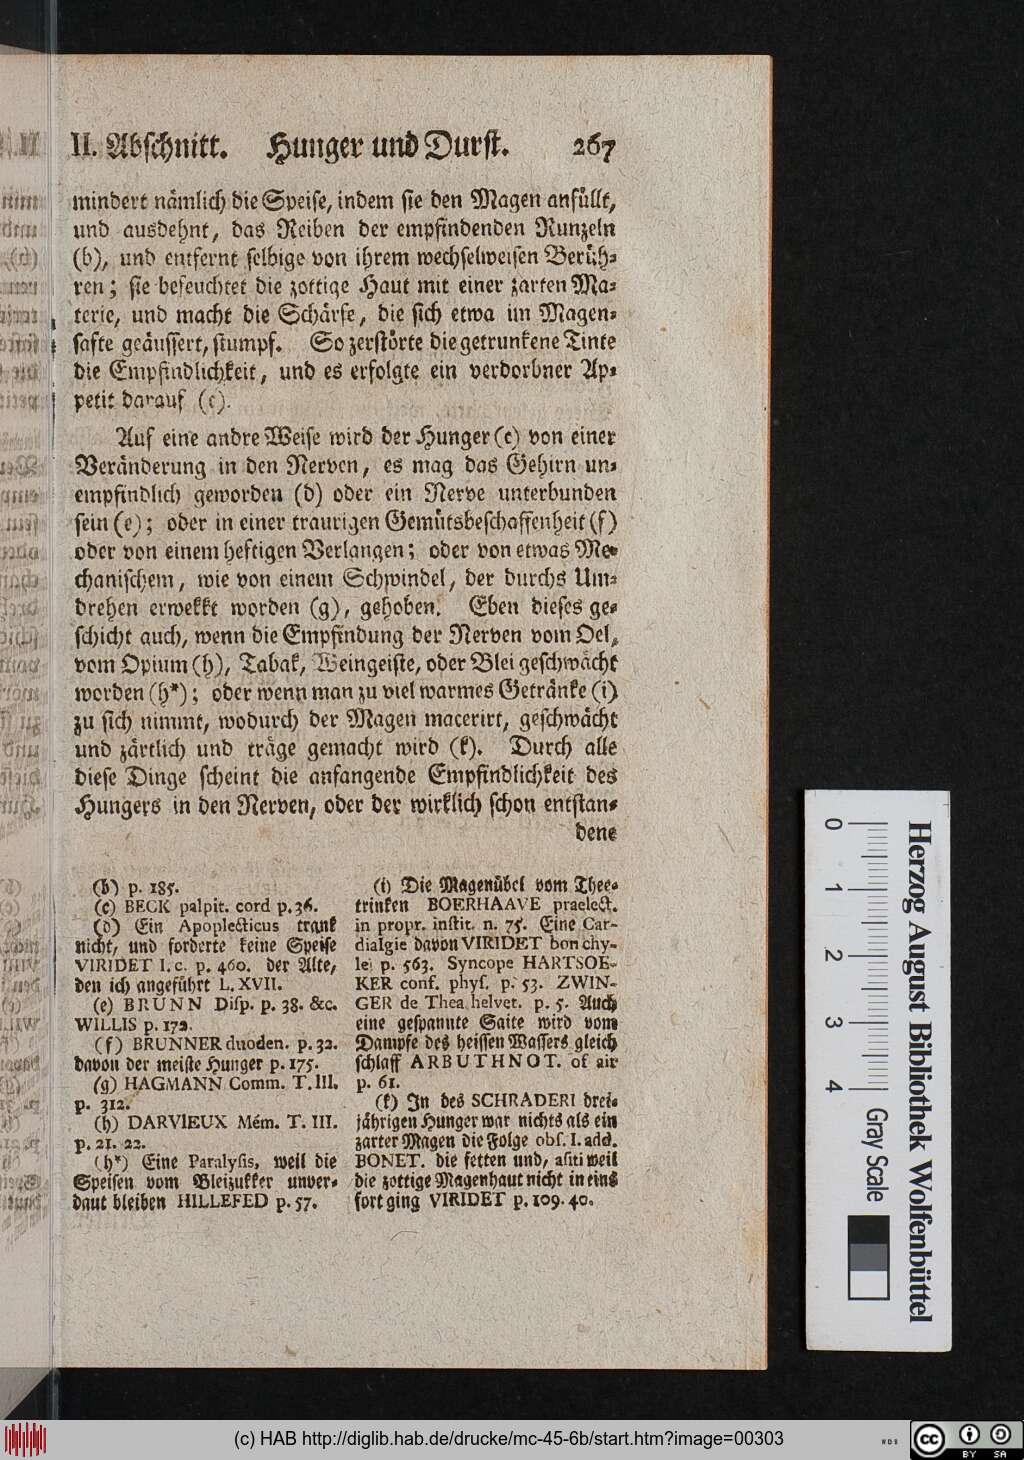 II. Abschnitt. Hunger und Durst. 267
mindert nämlich die Speise, indem sie den Magen anfüllt,
und ausdehnt, das Reiben der empfindenden Runzeln
(b), und entfernt selbige von ihrem wechselweisen Berüh-
ren; sie befeuchtet die zottige Haut mit einer zarten Ma-
terie, und macht die Schärfe, die sich etwa im Magen-
safte geäussert, stumpf. So zerstörte die getrunkene Tinte
die Empfindlichkeit, und es erfolgte ein verdorbner Ap-
petit darauf (c).
Auf eine andre Weise wird der Hunger (c) von einer
Veränderung in den Nerven, es mag das Gehirn un-
empfindlich geworden (d) oder ein Nerve unterbunden
sein (e); oder in einer traurigen Gemütsbeschaffenheit (f)
oder von einem heftigen Verlangen; oder von etwas Me-
chanischem, wie von einem Schwindel, der durchs Um-
drehen erwekkt worden (g), gehoben. Eben dieses ge-
schicht auch, wenn die Empfindung der Nerven vom Oel,
vom Opium (h), Tabak, Weingeiste, oder Blei geschwächt
worden (h*); oder wenn man zu viel warmes Getränke (i)
zu sich nimmt, wodurch der Magen macerirt, geschwächt
und zärtlich und träge gemacht wird (k). Durch alle
diese Dinge scheint die anfangende Empfindlichkeit des
Hungers in den Nerven, oder der wirklich schon entstan-
dene
(b) p. 185.
(c) BECK palpit. cord p. 36.
(d) Ein Apoplecticus trank
nicht, und forderte keine Speise
VIRIDET l. c. p. 460. der Alte,
den ich angeführt L. XVII.
(e) BRUNN Disp. p. 38. &c.
WILLIS p. 172.
(f) BRUNNER duoden. p. 32.
davon der meiste Hunger p. 175.
(g) HAGMANN Comm. T. III.
p. 312.
(h) DARVIEUX Mém. T. III.
p. 21. 22.
(h*) Eine Paralysis, weil die
Speisen vom Bleizukker unver-
daut bleiben HILLEFED p. 57.
(i) Die Magenübel vom Thee-
trinken BOERHAAVE praelect.
in propr. instit. n. 75. Eine Car-
dialgie davon VIRIDET bon chy-
le p. 563. Syncope HARTSOE-
KER conf. phys. p. 53. ZWIN-
GER de Thea helvet. p. 5. Auch
eine gespannte Saite wird vom
Dampfe des heissen Wassers gleich
schlaff ARBUTHNOT. of air
p. 61.
(k) In des SCHRADERI drei-
jährigen Hunger war nichts als ein
zarter Magen die Folge obs. I. add.
BONET. die fetten und, asiti weil
die zottige Magenhaut nicht in eins
fort ging VIRIDET p. 109. 40.
0 1 2 3 4
Herzog August Bibliothek Wolfenbüttel
Gray Scale
(c) HAB http://diglib.hab.de/drucke/mc-45-6b/start.htm?image=00303
cc BY SA